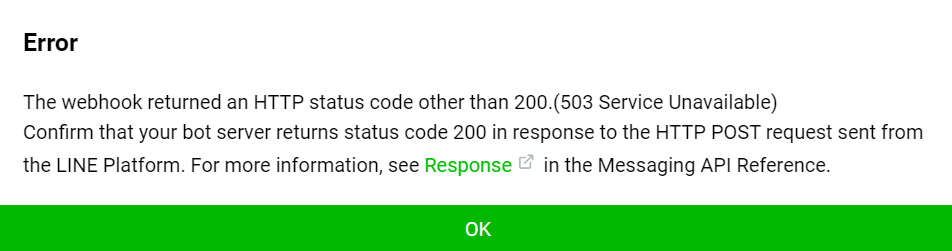 Error
The webhook returned an HTTP status code other than 200.(503 Service Unavailable)
Confirm that your bot server returns status code 200 in response to the HTTP POST request sent from
the LINE Platform. For more information, see Response in the Messaging API Reference.
OK